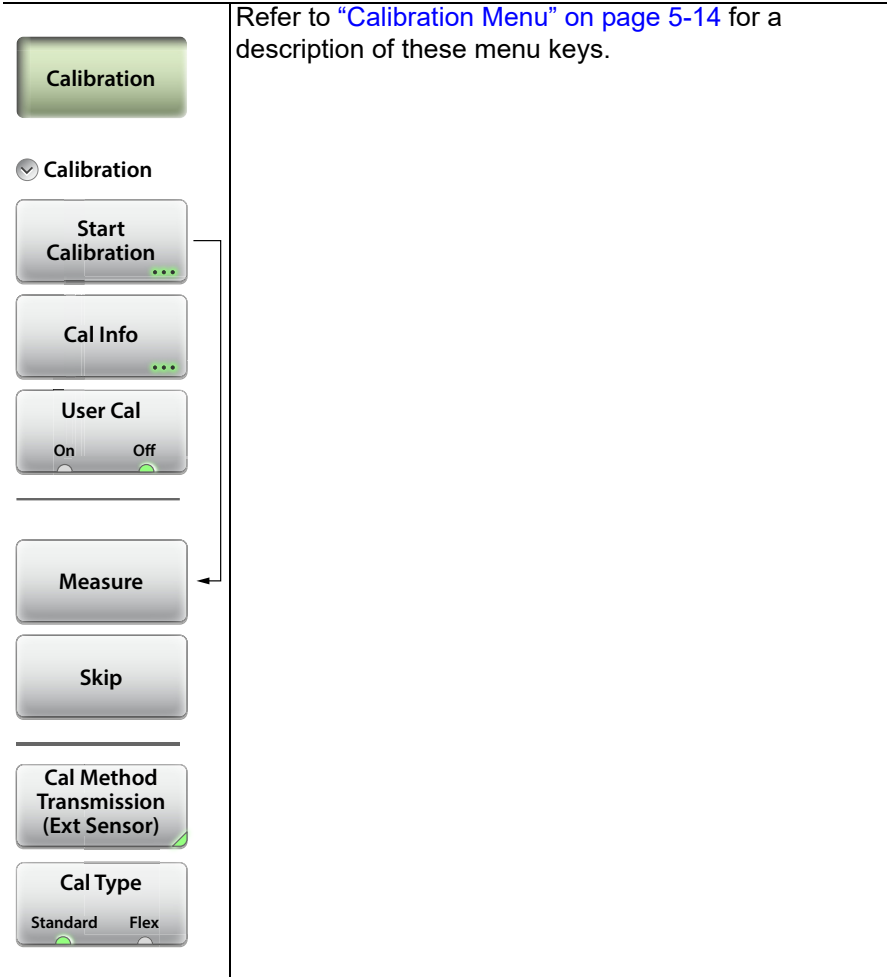 Refer to “Calibration Menu” on page 5-14 for a
description of these menu keys.
Calibration
Calibration
Start
Calibration
Cal Info
User Cal
On Off
Measure
Skip
Cal Method
Transmission
(Ext Sensor)
Cal Type
Standard Flex